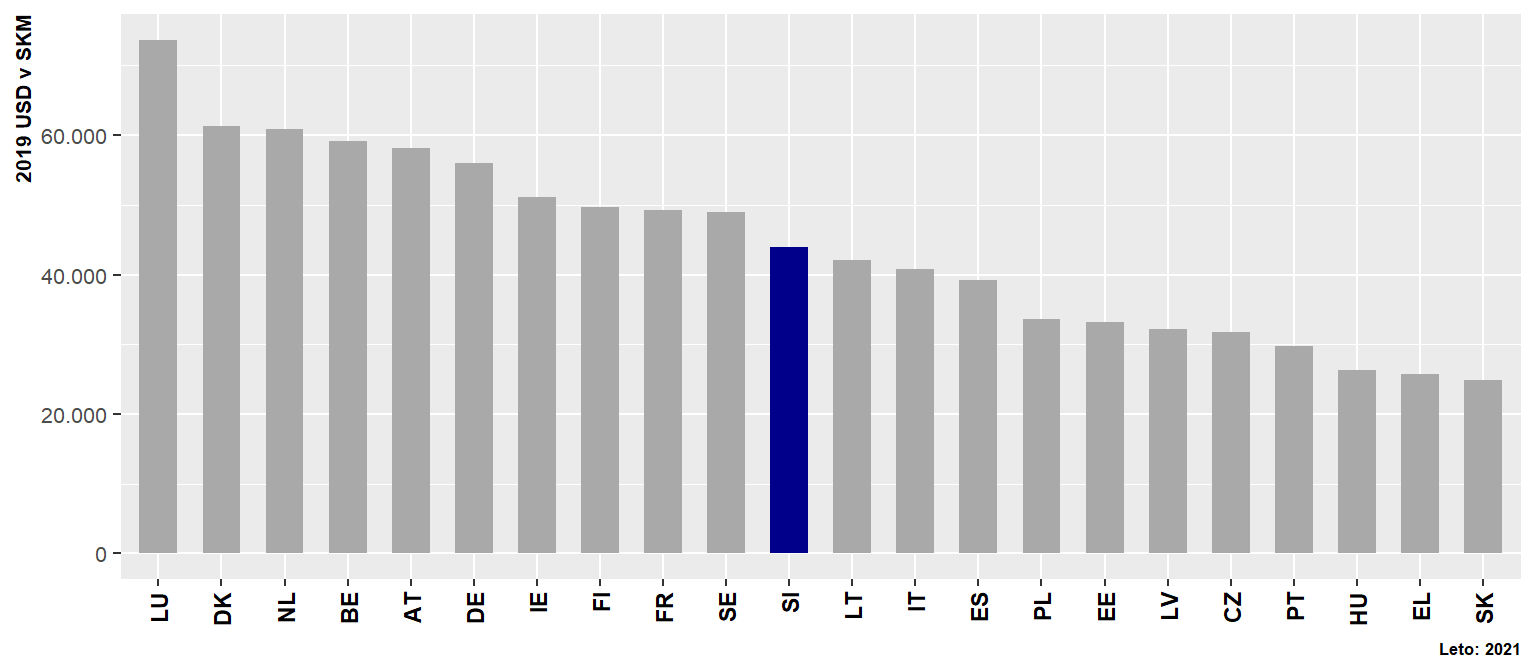 2019 USD v SKM
60.000
40.000
20.000
0
LU DK NL BE AT DE IE FI FR SE SI LT IT ES PL EE LV CZ PT HU EL SK
Leto: 2021